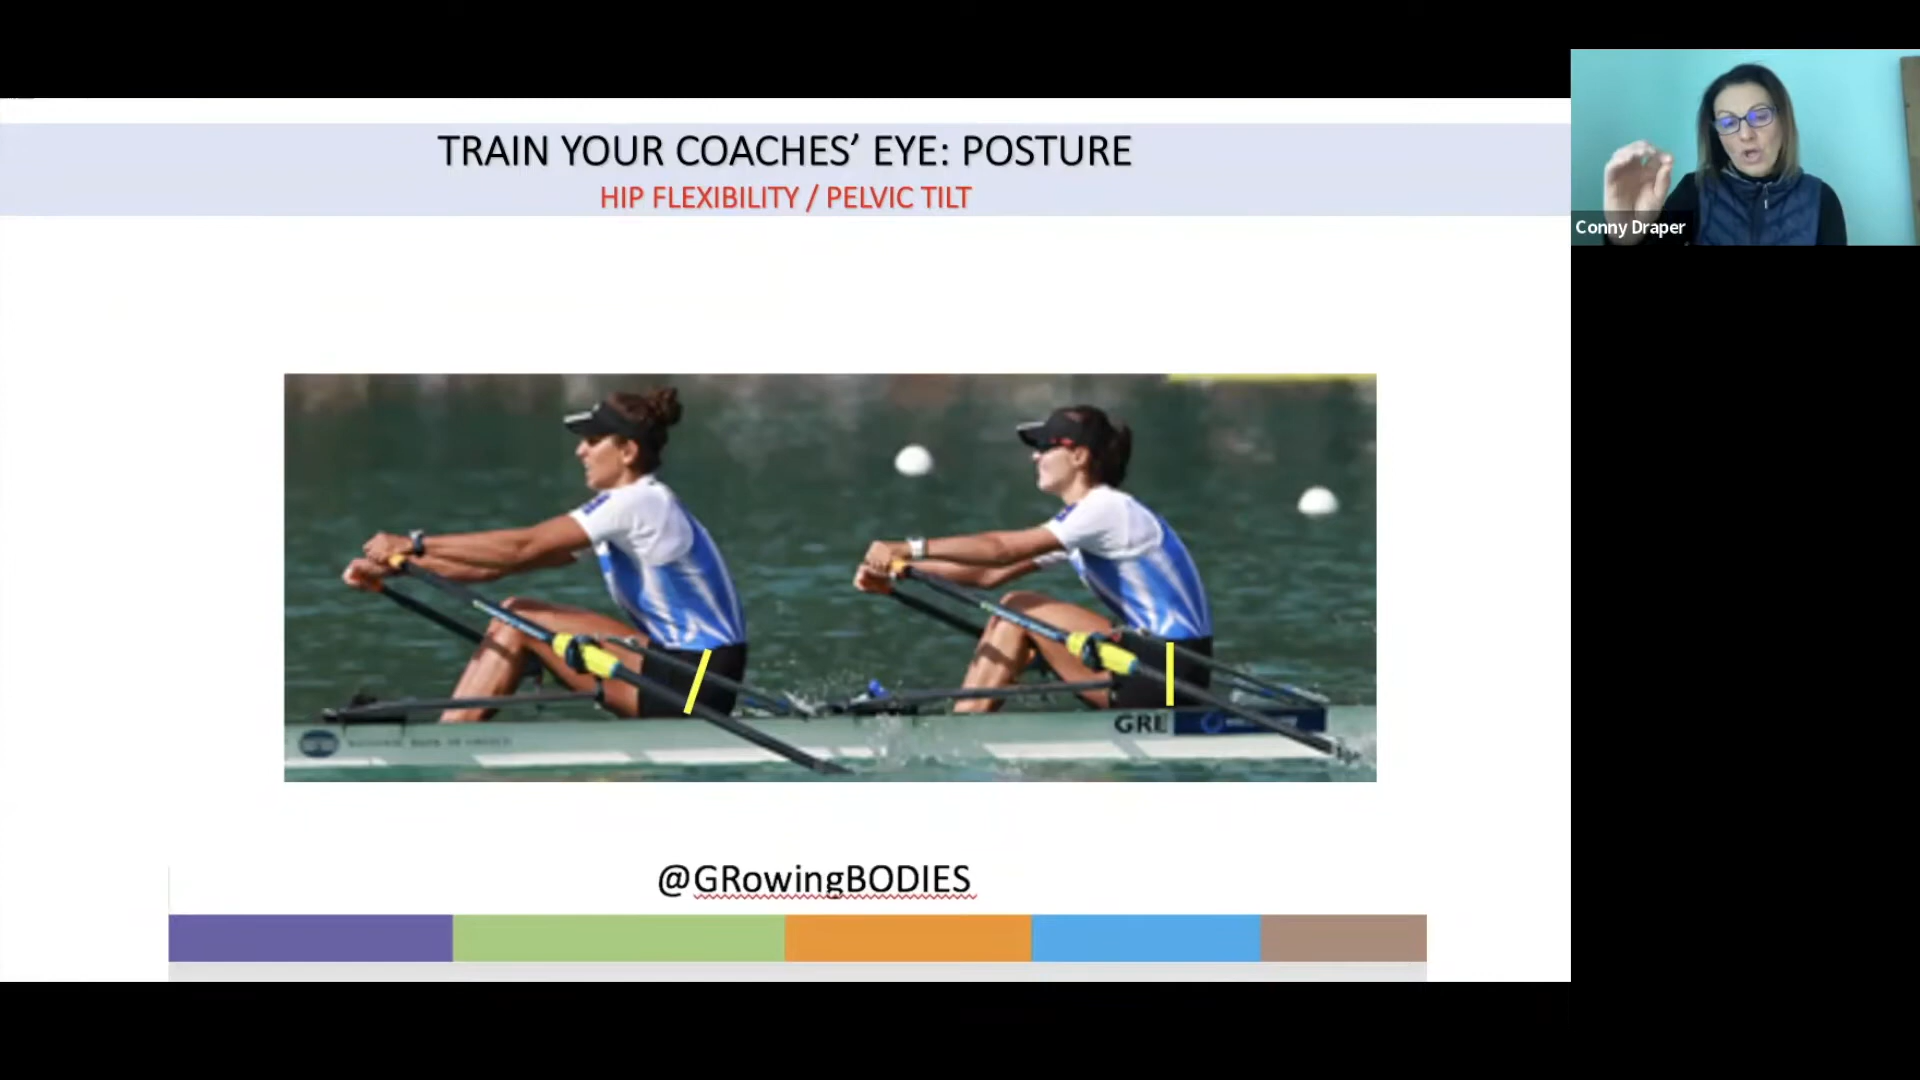 TRAIN YOUR COACHES’ EYE: POSTURE
HIP FLEXIBILITY / PELVIC TILT
Conny Draper
GRE
@GRowingBODIES